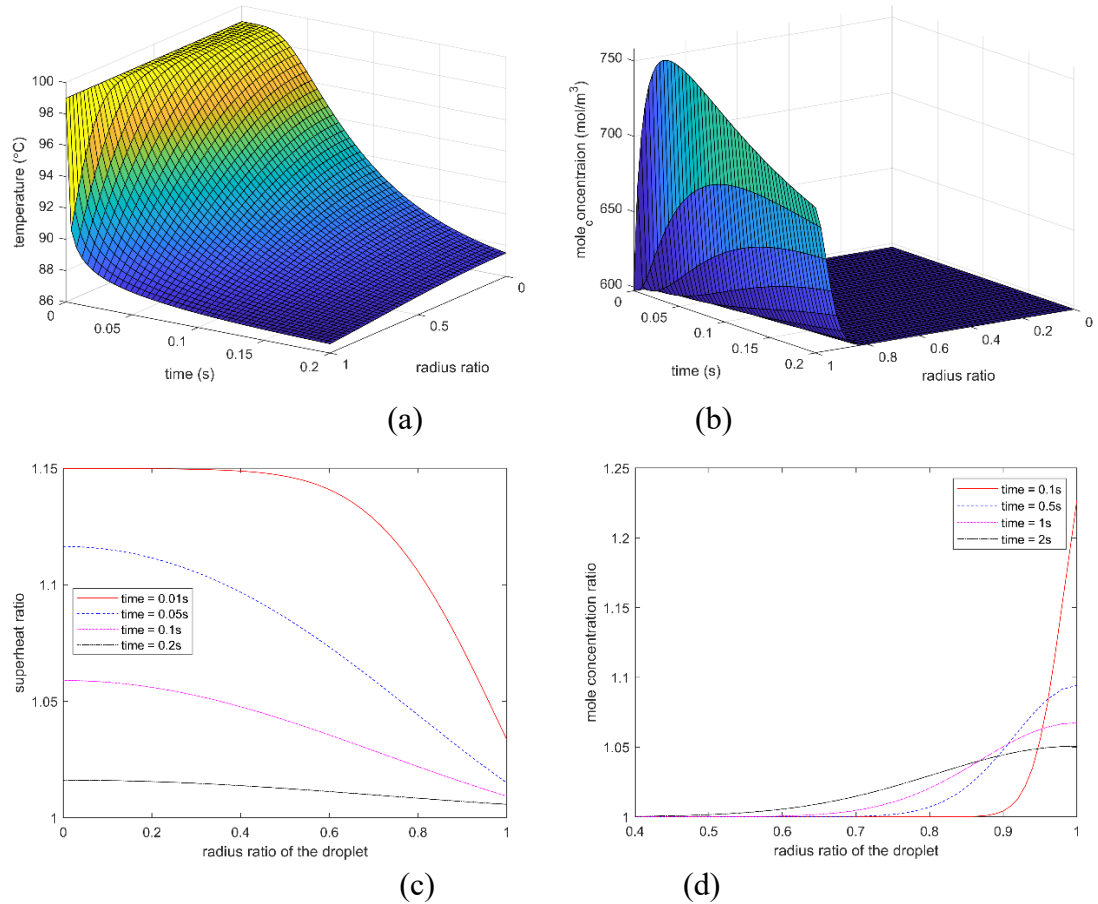 100
98
96
94
92
90
88
86
temperature (°C)
0
0.05
0.1
0.15
0.2
time (s)
0
0.5
1
radius ratio
(a)
750
700
650
600
mole_concentraion (mol/m³)
0
0.05
0.1
0.15
0.2
time (s)
0
0.2
0.4
0.6
0.8
1
radius ratio
(b)
1.15
1.1
1.05
1
superheat ratio
time = 0.01s
time = 0.05s
time = 0.1s
time = 0.2s
0
0.2
0.4
0.6
0.8
1
radius ratio of the droplet
(c)
1.25
1.2
1.15
1.1
1.05
1
mole concentration ratio
time = 0.1s
time = 0.5s
time = 1s
time = 2s
0.4
0.5
0.6
0.7
0.8
0.9
1
radius ratio of the droplet
(d)